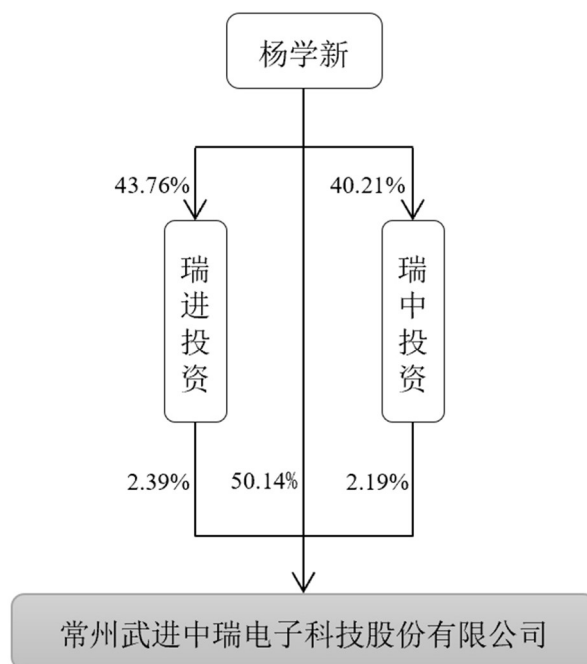 杨学新
43.76%
40.21%
瑞进投资
瑞中投资
2.39%
50.14%
2.19%
常州武进中瑞电子科技股份有限公司